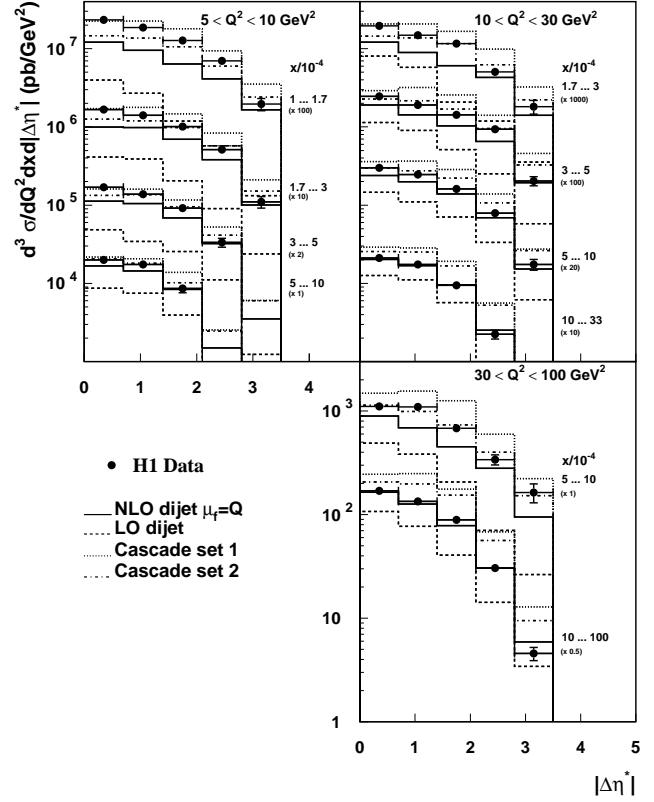 d³ σ/dQ² dxd|Δη*| (pb/GeV²)
5 < Q² < 10 GeV²
x/10⁻⁴
1 ... 1.7
(x 100)
1.7 ... 3
(x 10)
3 ... 5
(x 2)
5 ... 10
(x 1)
10⁷
10⁶
10⁵
10⁴
0 1 2 3 4
10 < Q² < 30 GeV²
x/10⁻⁴
1.7 ... 3
(x 1000)
3 ... 5
(x 100)
5 ... 10
(x 20)
10 ... 33
(x 10)
30 < Q² < 100 GeV²
x/10⁻⁴
5 ... 10
(x 1)
10 ... 100
(x 0.5)
10³
10²
10
1
0 1 2 3 4 5
|Δη*|
H1 Data
NLO dijet μ_f=Q
LO dijet
Cascade set 1
Cascade set 2